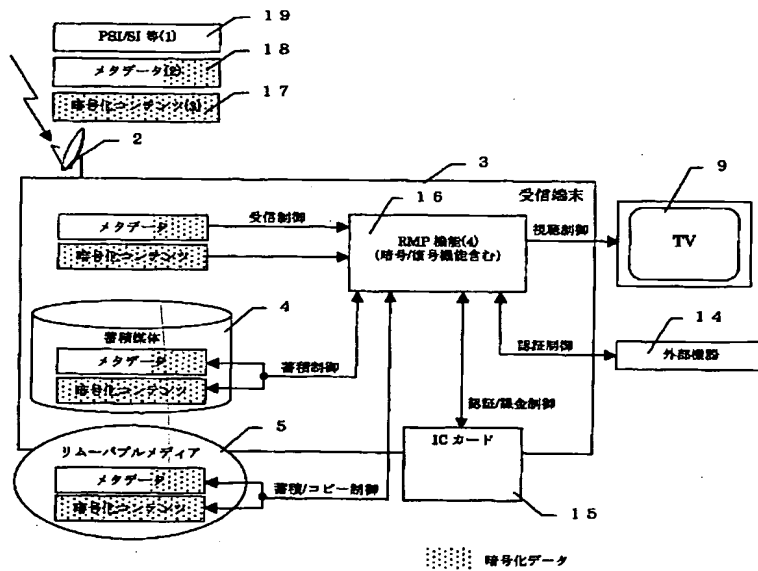 PSI/SI 等(1)
19
メタデータ(2)
18
暗号化コンテンツ(3)
17
2
3
受信端末
9
TV
メタデータ
受信制御
暗号化コンテンツ
16
RMP 機能(4)
(暗号/復号機能含む)
視聴制御
4
蓄積媒体
メタデータ
暗号化コンテンツ
蓄積制御
認証制御
14
外部機器
認証/課金制御
5
リムーバブルメディア
メタデータ
暗号化コンテンツ
蓄積/コピー制御
IC カード
15
暗号化データ